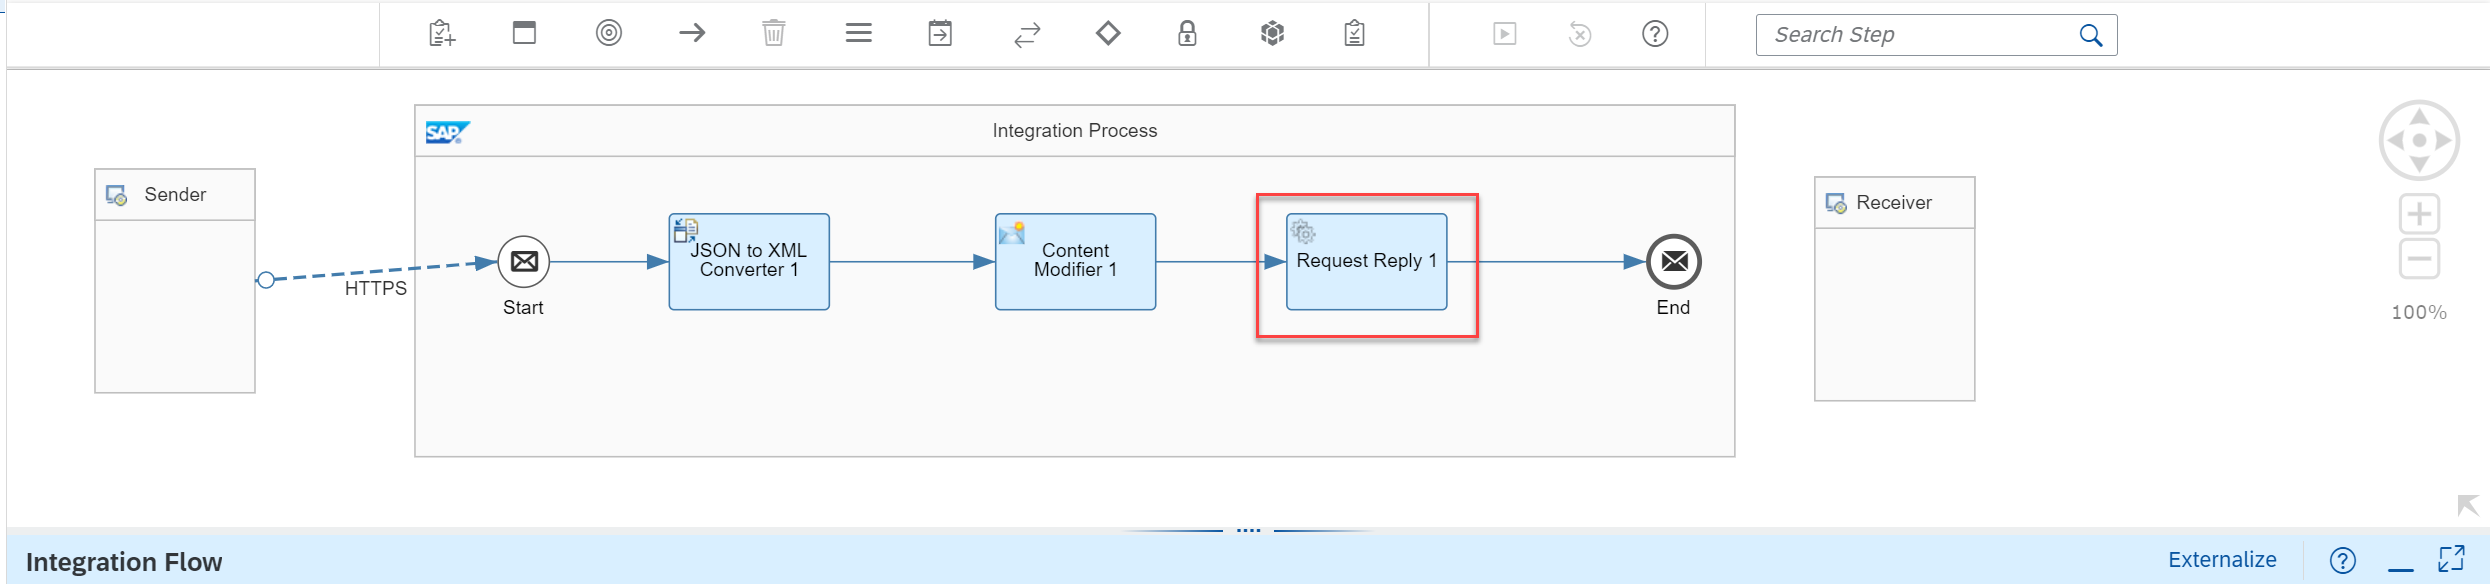 Search Step
SAP
Integration Process
Sender
Receiver
JSON to XML
Converter 1
Content
Modifier 1
Request Reply 1
HTTPS
Start
End
100%
Integration Flow
Externalize